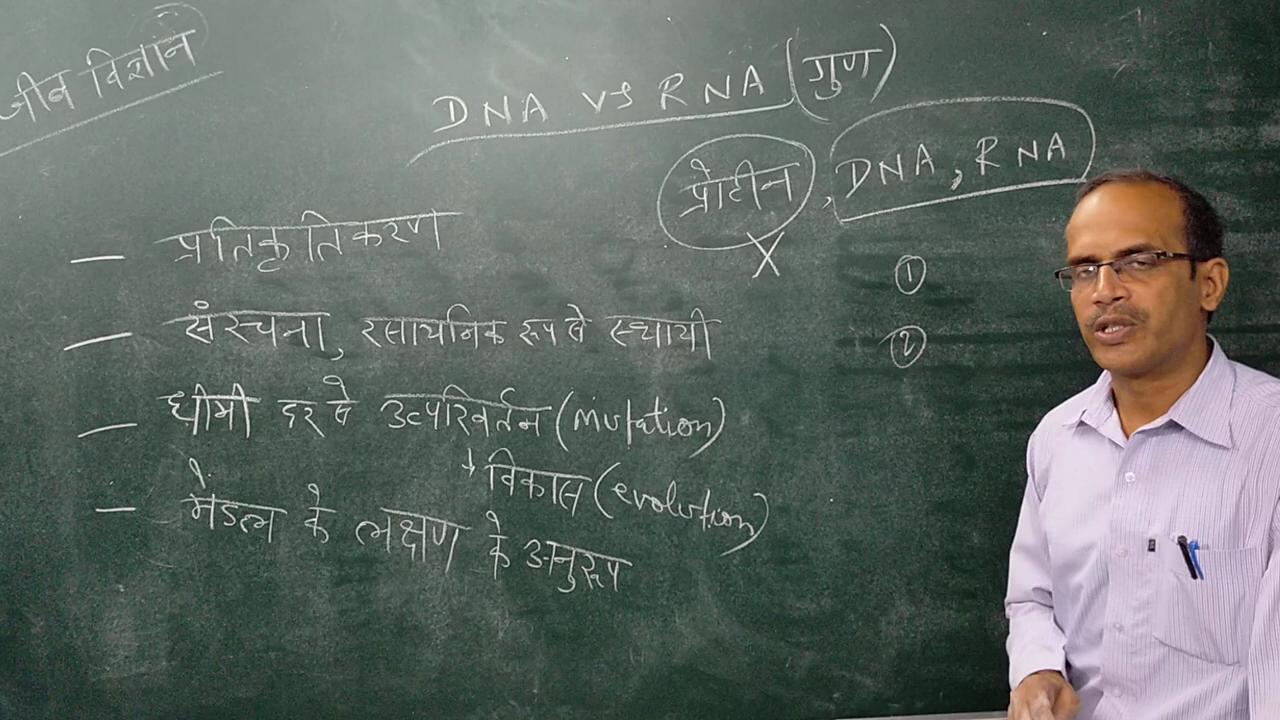 जीव विज्ञान
DNA vs RNA (गुण)
प्रोटीन, DNA, RNA
X
— प्रतिकृतिकरण
①
— संरचना, रसायनिक रूप से स्थायी
②
— धीमी दर से उत्परिवर्तन (mutation)
↓ विकास (evolution)
— मेंडल के लक्षण के अनुरूप